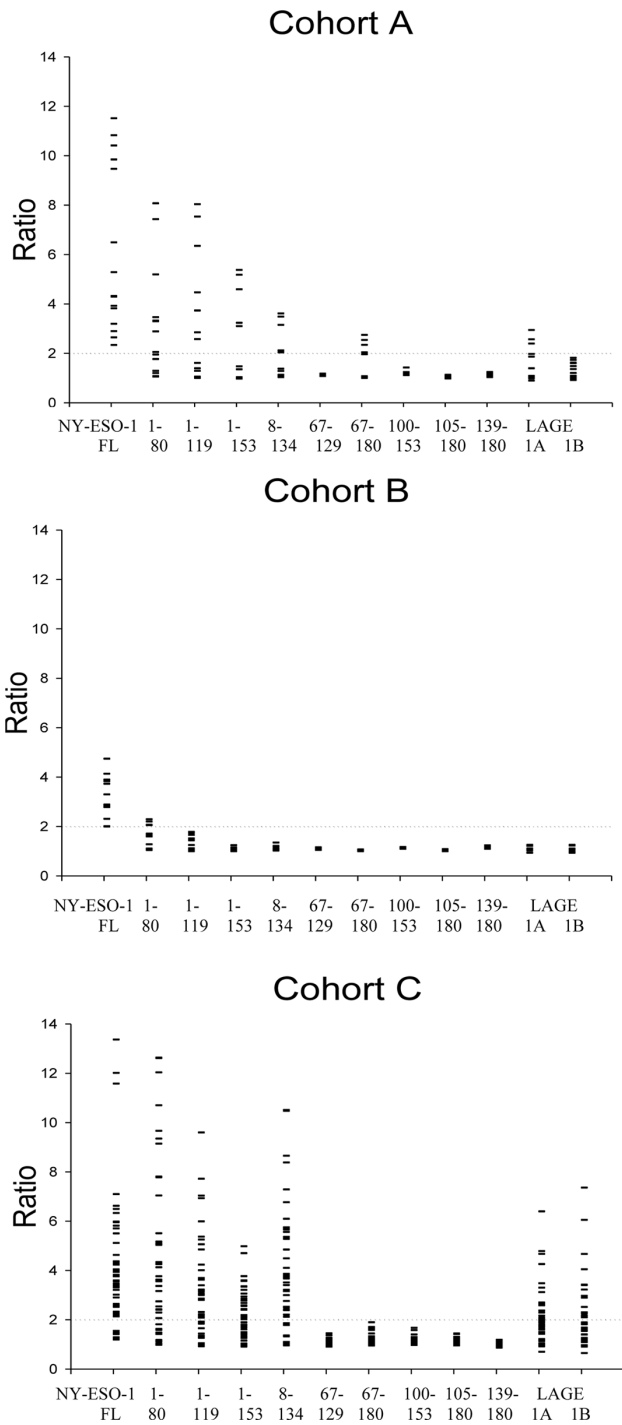 Cohort A
Ratio
14
12
10
8
6
4
2
0
NY-ESO-1 1- 1- 1- 8- 67- 67- 100- 105- 139- LAGE
FL 80 119 153 134 129 180 153 180 180 1A 1B
Cohort B
Ratio
14
12
10
8
6
4
2
0
NY-ESO-1 1- 1- 1- 8- 67- 67- 100- 105- 139- LAGE
FL 80 119 153 134 129 180 153 180 180 1A 1B
Cohort C
Ratio
14
12
10
8
6
4
2
0
NY-ESO-1 1- 1- 1- 8- 67- 67- 100- 105- 139- LAGE
FL 80 119 153 134 129 180 153 180 180 1A 1B